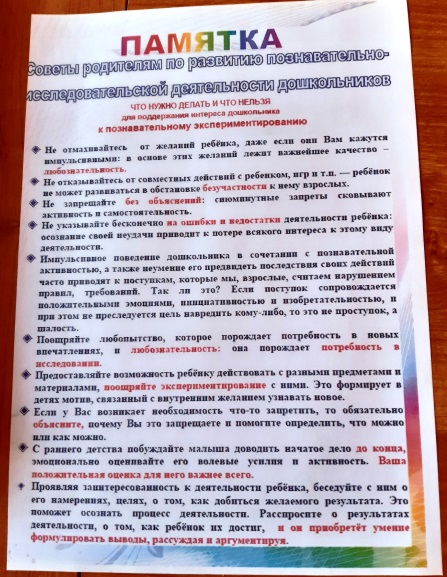 ПАМЯТКА
Советы родителям по развитию познавательно-
исследовательской деятельности дошкольников
ЧТО НУЖНО ДЕЛАТЬ И ЧТО НЕЛЬЗЯ
для поддержания интереса дошкольника
к познавательному экспериментированию
Не отмахивайтесь от желаний ребёнка, даже если они Вам кажутся
импульсивными: в основе этих желаний лежит важнейшее качество –
любознательность.
Не отказывайтесь от совместных действий с ребенком, игр и т.п. — ребёнок
не может развиваться в обстановке безучастности к нему взрослых.
Не запрещайте без объяснений: сиюминутные запреты сковывают
активность и самостоятельность.
Не указывайте бесконечно на ошибки и недостатки деятельности ребёнка:
осознание своей неудачи приводит к потере всякого интереса к этому виду
деятельности.
Импульсивное поведение дошкольника в сочетании с познавательной
активностью, а также неумение его предвидеть последствия своих действий
часто приводят к поступкам, которые мы, взрослые, считаем нарушением
правил, требований. Так ли это? Если поступок сопровождается
положительными эмоциями, инициативностью и изобретательностью, и
при этом не преследуется цель навредить кому-либо, то это не проступок, а
шалость.
Поощряйте любопытство, которое порождает потребность в новых
впечатлениях, и любознательность: она порождает потребность в
исследовании.
Предоставляйте возможность ребёнку действовать с разными предметами и
материалами, поощряйте экспериментирование с ними. Это формирует в
детях мотив, связанный с внутренним желанием узнавать новое.
Если у Вас возникает необходимость что-то запретить, то обязательно
объясните, почему Вы это запрещаете и помогите определить, что можно
или как можно.
С раннего детства побуждайте малыша доводить начатое дело до конца,
эмоционально оценивайте его волевые усилия и активность. Ваша
положительная оценка для него важнее всего.
Проявляя заинтересованность к деятельности ребёнка, беседуйте с ним о
его намерениях, целях, о том, как добиться желаемого результата. Это
поможет осознать процесс деятельности. Расспросите о результатах
деятельности, о том, как ребёнок их достиг, и он приобретёт умение
формулировать выводы, рассуждая и аргументируя.